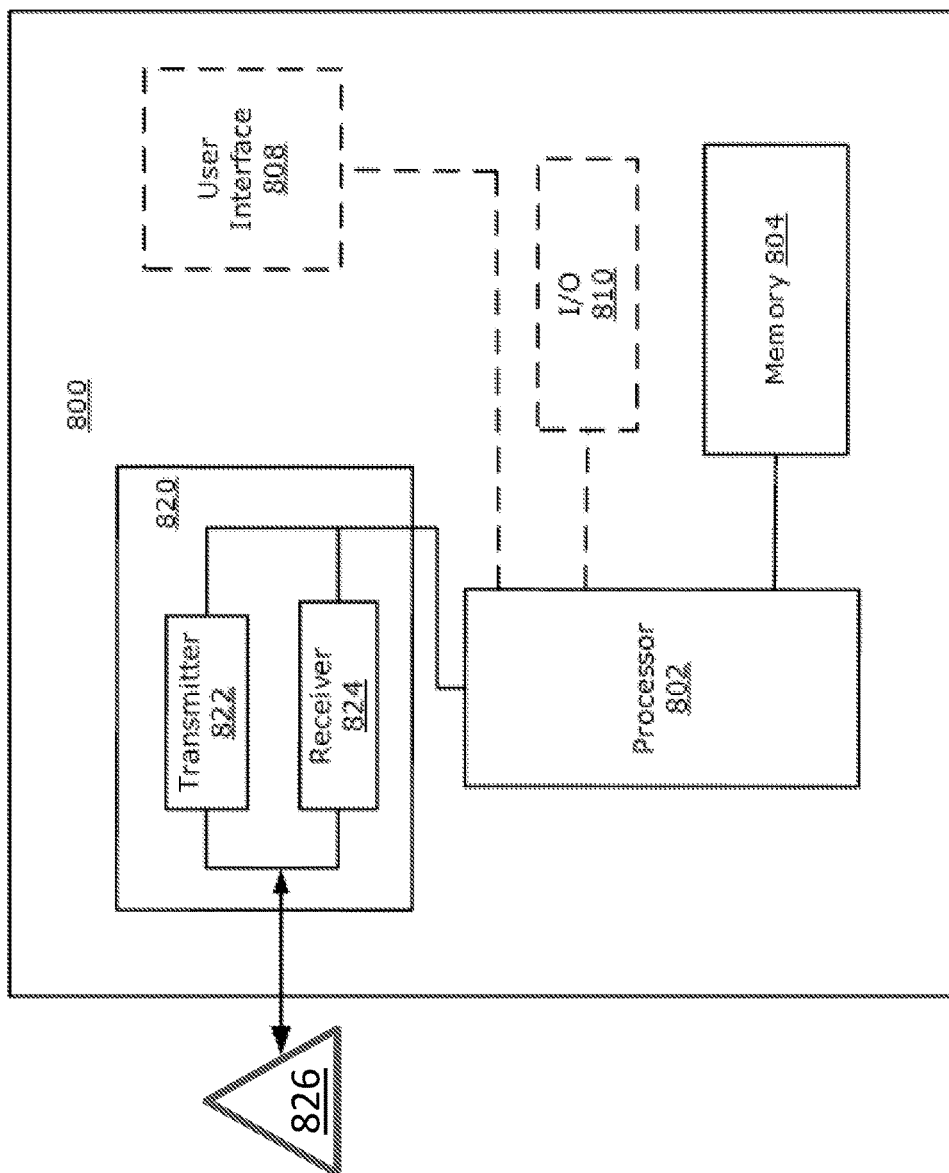 800
820
Transmitter
822
Receiver
824
User
Interface
808
I/O
810
Processor
802
Memory 804
826